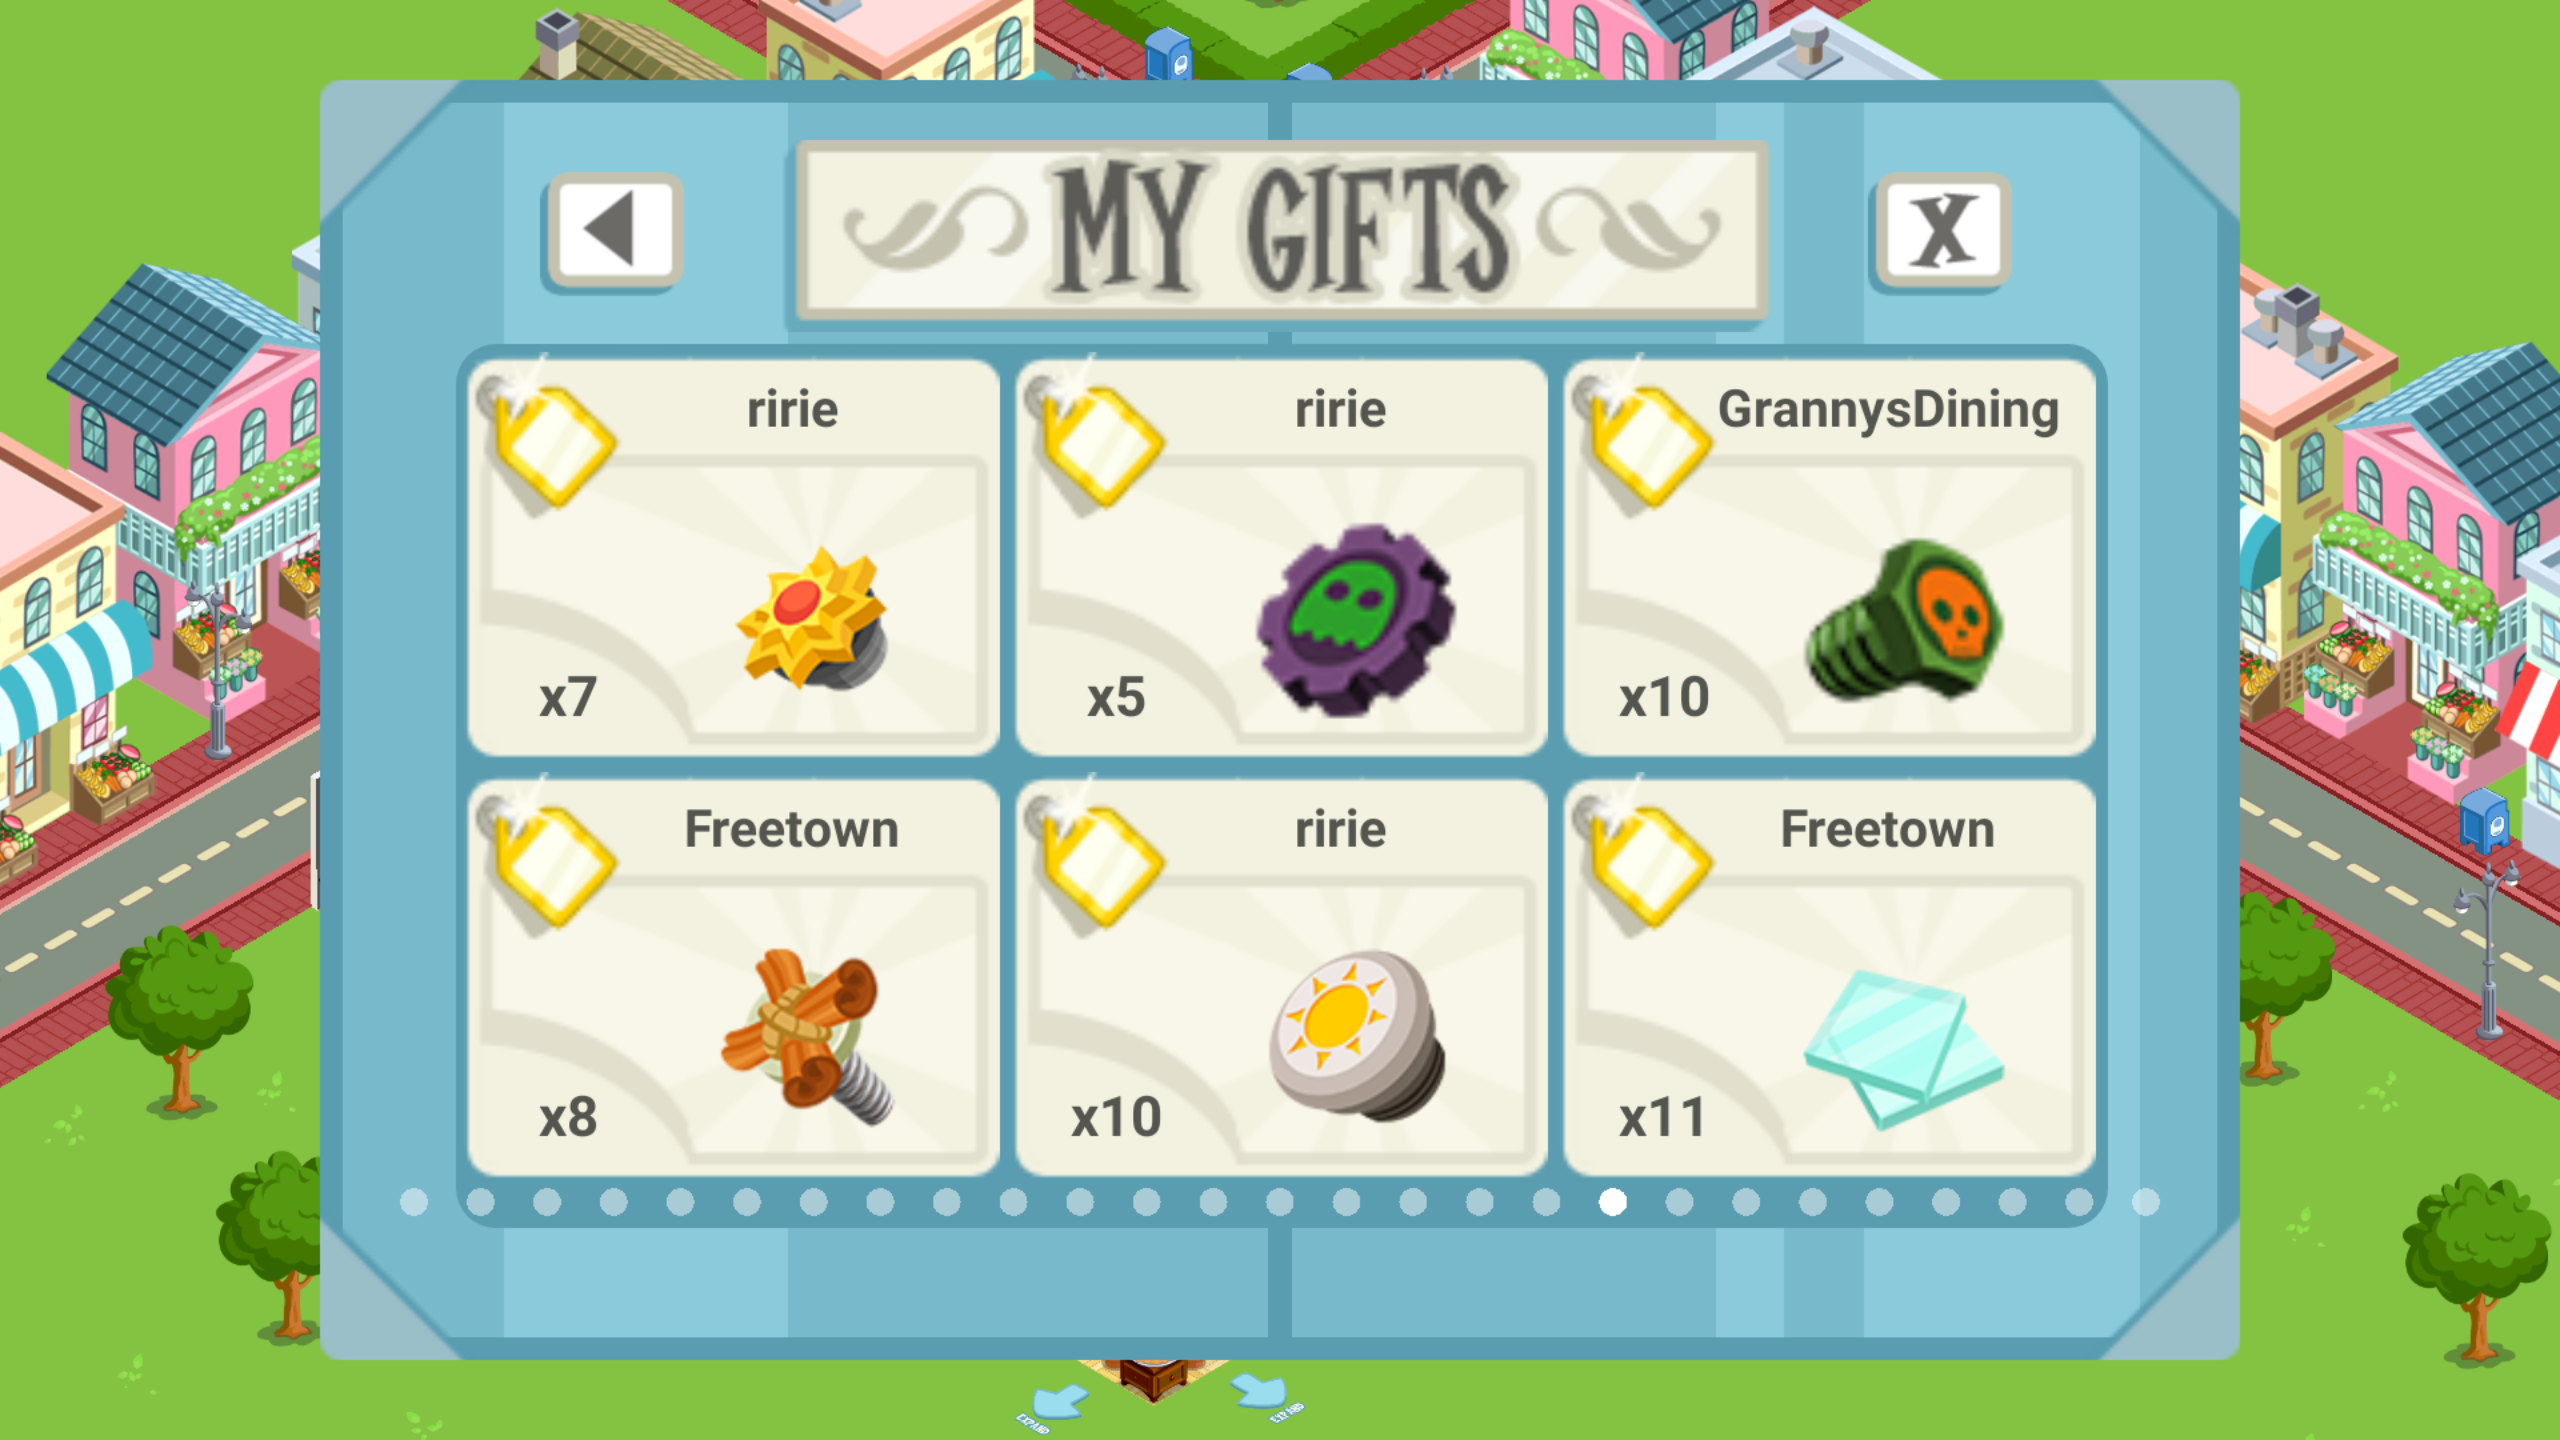 MY GIFTS
X
ririe
x7
ririe
x5
GrannysDining
x10
Freetown
x8
ririe
x10
Freetown
x11
EXPAND
EXPAND